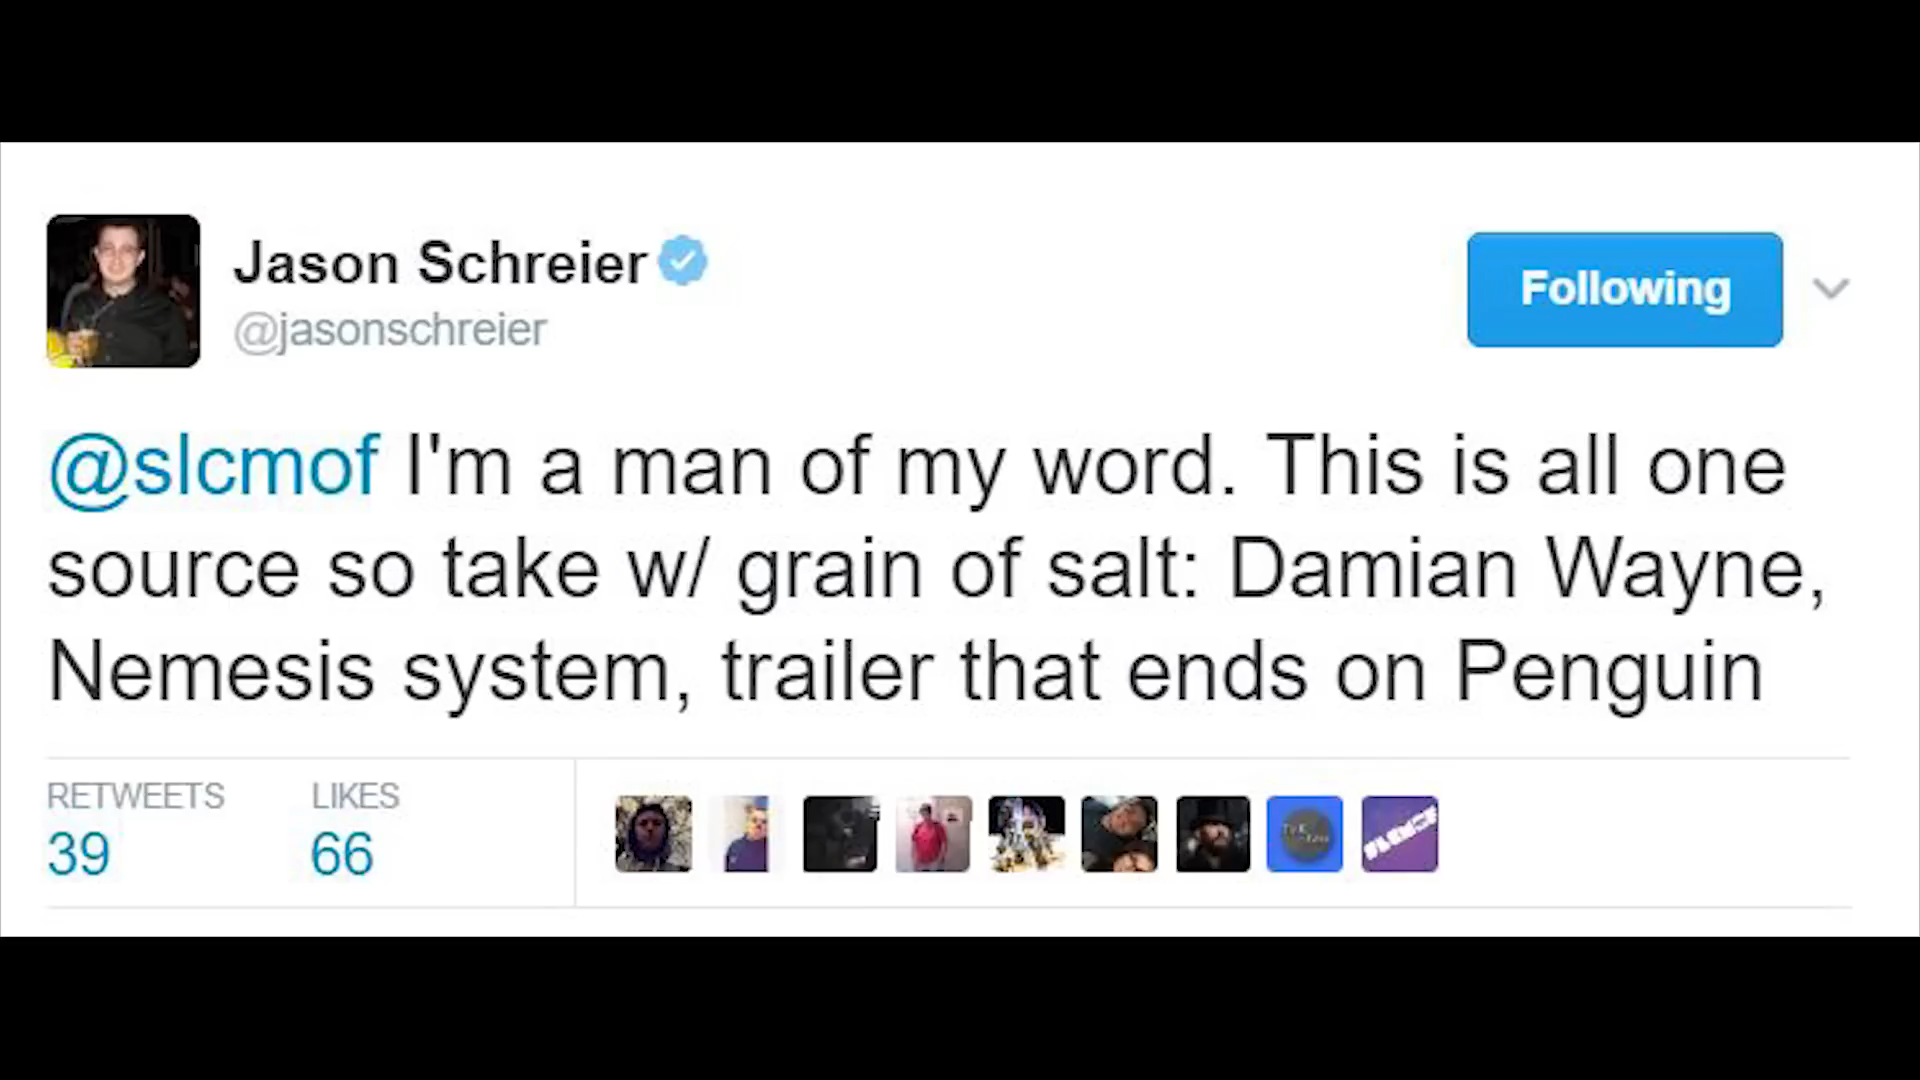 Jason Schreier
@jasonschreier
Following
@slcmof I'm a man of my word. This is all one
source so take w/ grain of salt: Damian Wayne,
Nemesis system, trailer that ends on Penguin
RETWEETS LIKES
39 66